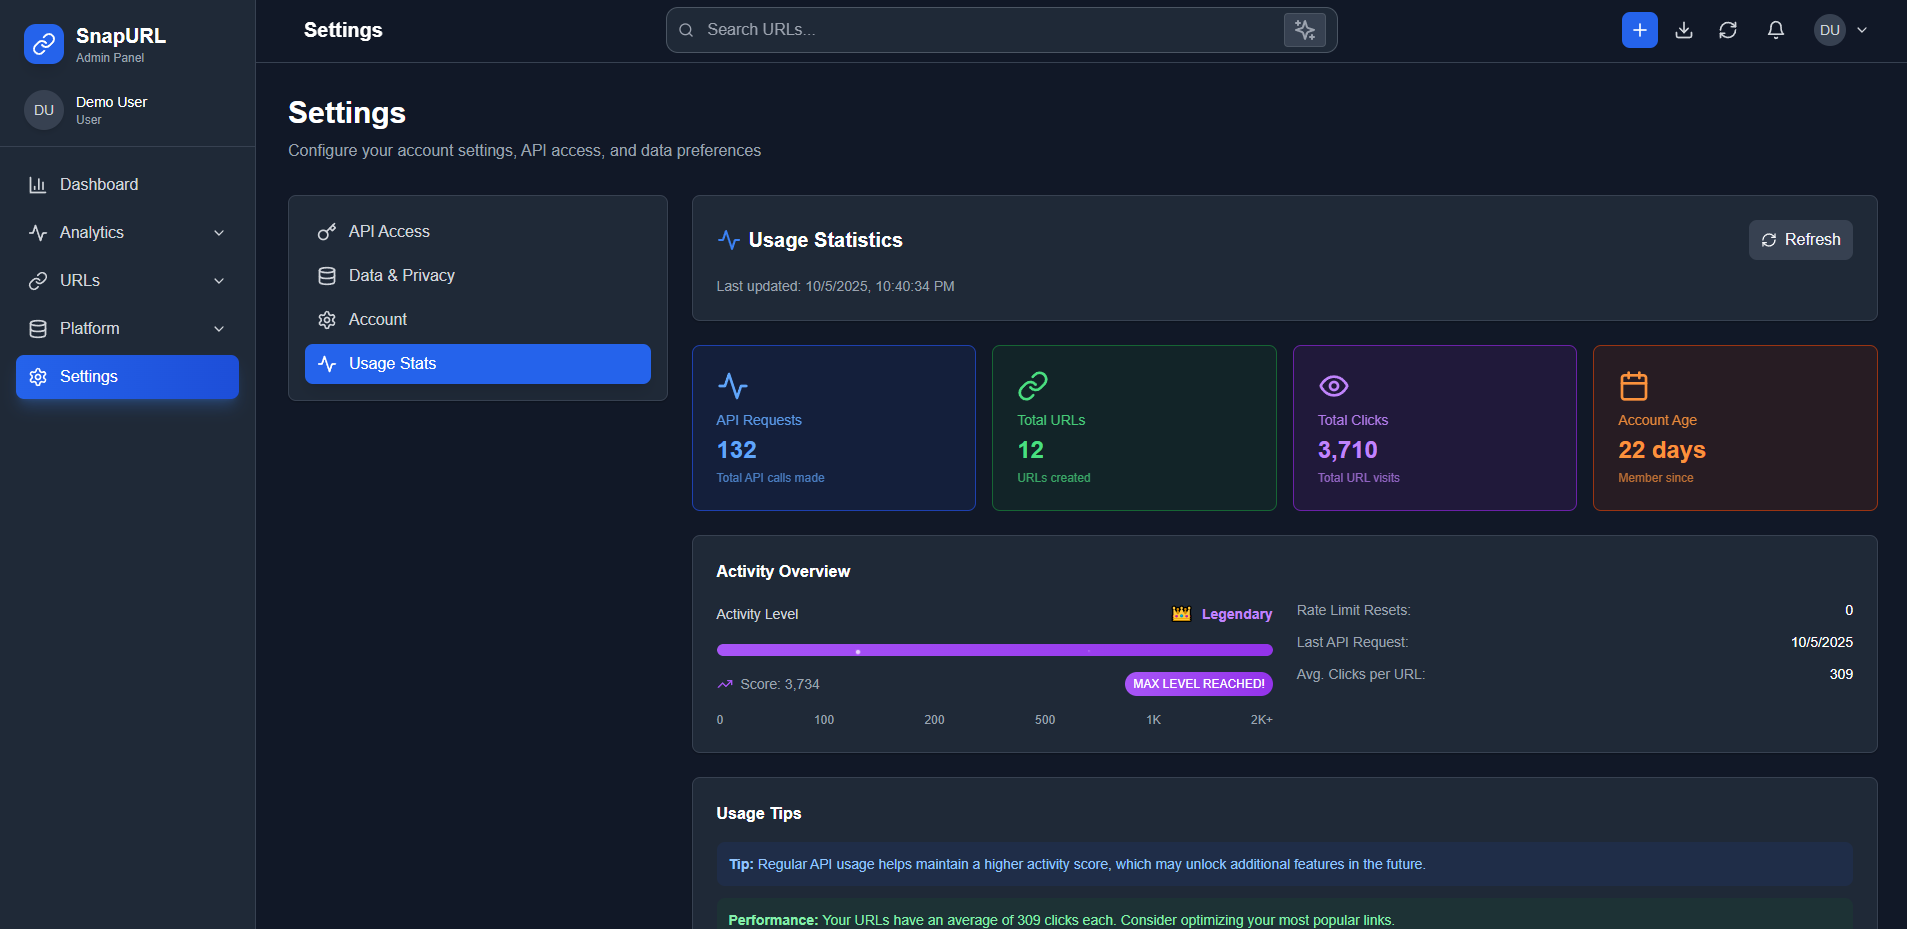 SnapURL
Admin Panel
DU
Demo User
User
Dashboard
Analytics
URLs
Platform
Settings
Settings
Search URLs...
DU
Settings
Configure your account settings, API access, and data preferences
API Access
Data & Privacy
Account
Usage Stats
Usage Statistics
Refresh
Last updated: 10/5/2025, 10:40:34 PM
API Requests
132
Total API calls made
Total URLs
12
URLs created
Total Clicks
3,710
Total URL visits
Account Age
22 days
Member since
Activity Overview
Activity Level
Legendary
Score: 3,734
MAX LEVEL REACHED!
0 100 200 500 1K 2K+
Rate Limit Resets: 0
Last API Request: 10/5/2025
Avg. Clicks per URL: 309
Usage Tips
Tip: Regular API usage helps maintain a higher activity score, which may unlock additional features in the future.
Performance: Your URLs have an average of 309 clicks each. Consider optimizing your most popular links.